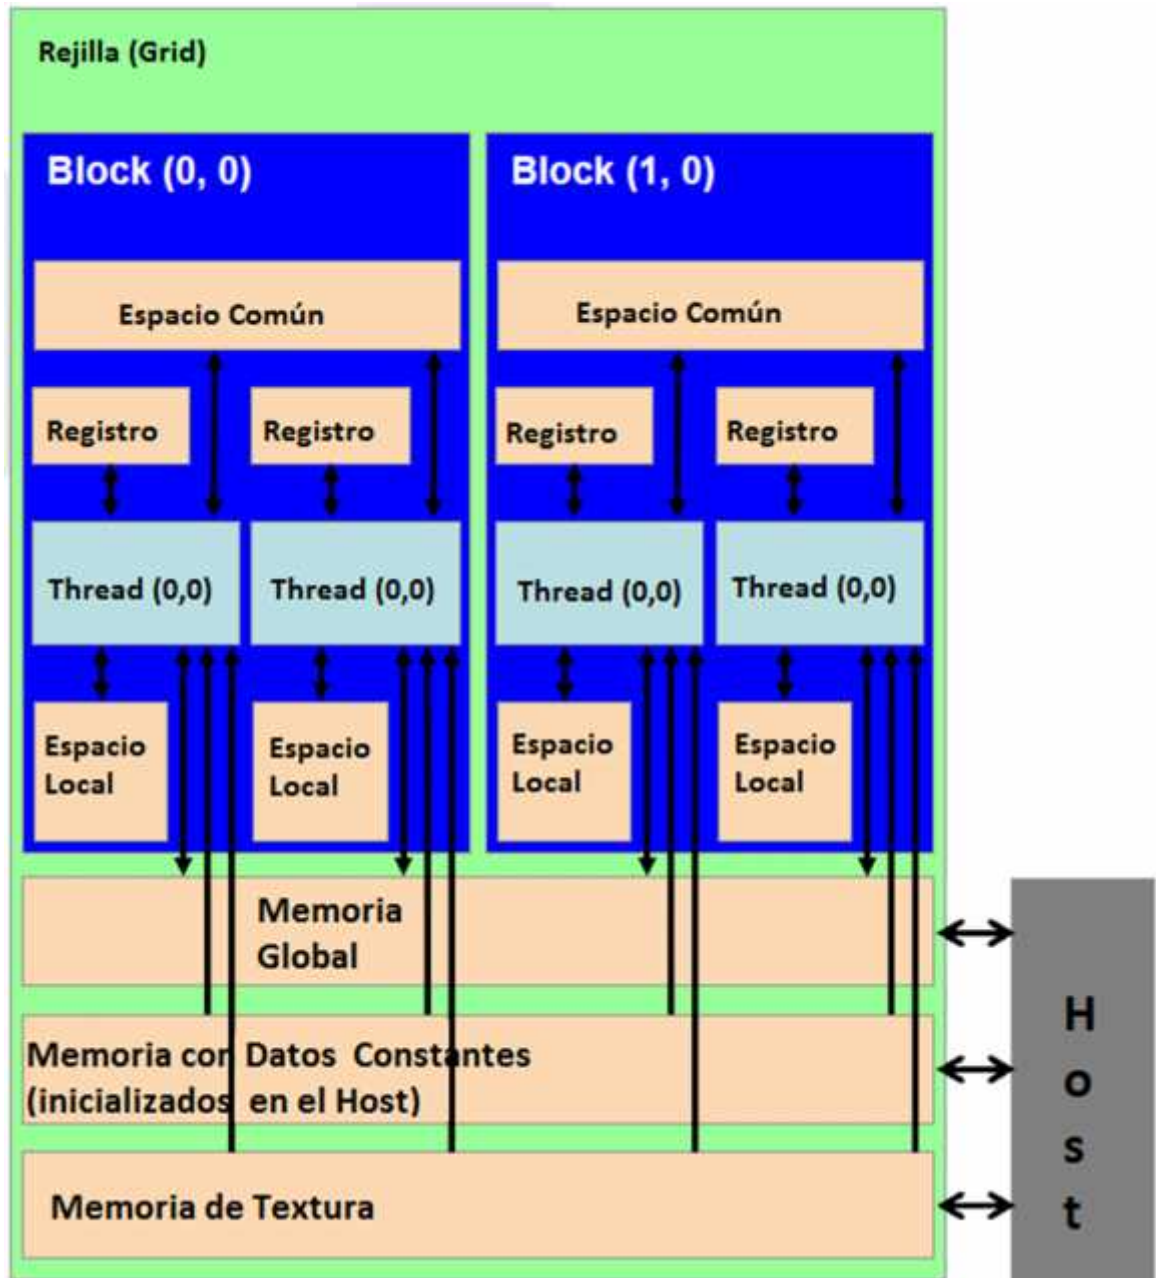 Rejilla (Grid)
Block (0, 0)
Block (1, 0)
Espacio Común
Espacio Común
Registro
Registro
Registro
Registro
Thread (0,0)
Thread (0,0)
Thread (0,0)
Thread (0,0)
Espacio
Local
Espacio
Local
Espacio
Local
Espacio
Local
Memoria
Global
Memoria con Datos Constantes
(inicializados en el Host)
Memoria de Textura
Host